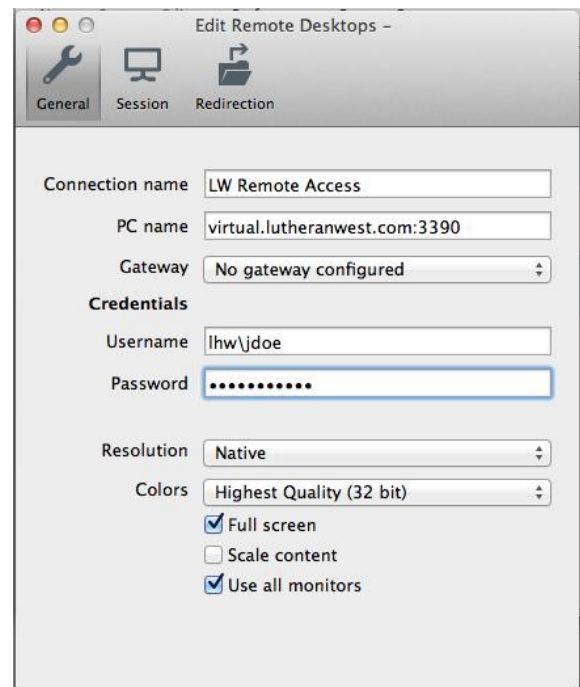 Edit Remote Desktops –
General Session Redirection
Connection name LW Remote Access
PC name virtual.lutheranwest.com:3390
Gateway No gateway configured
Credentials
Username lhw\jdoe
Password •••••••••••
Resolution Native
Colors Highest Quality (32 bit)
Full screen
Scale content
Use all monitors